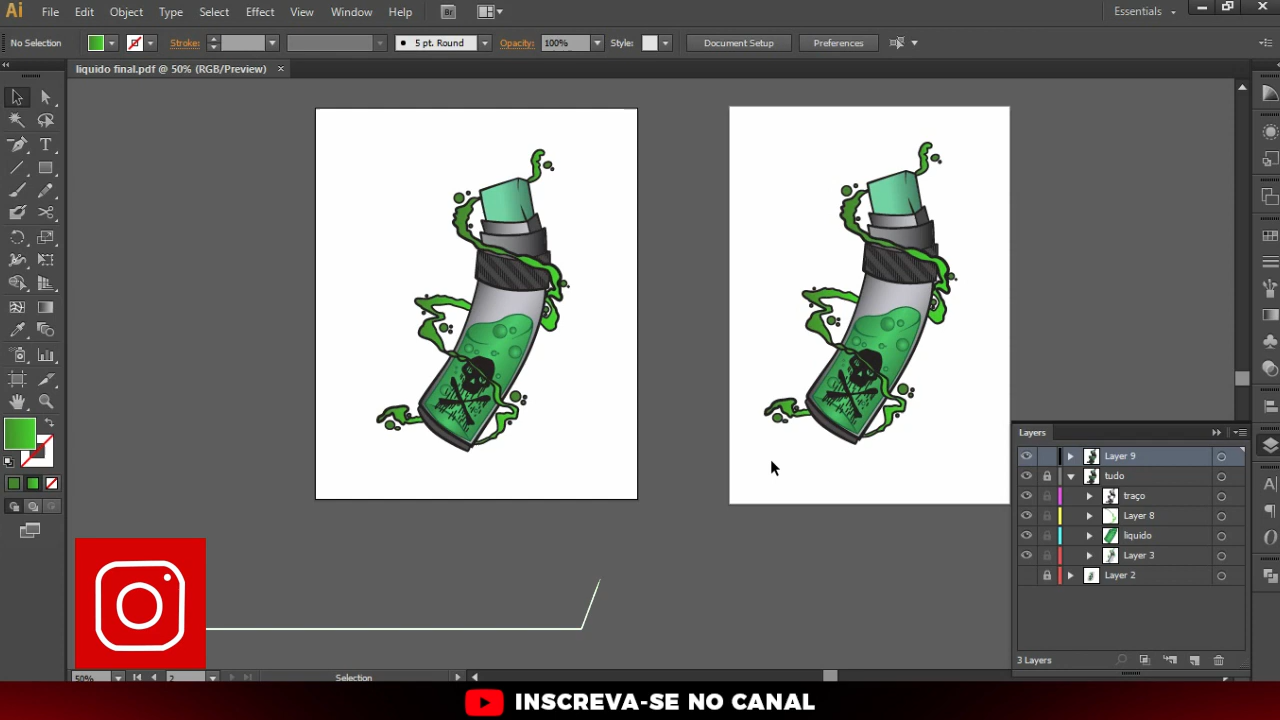 Ai File Edit Object Type Select Effect View Window Help Br Essentials
No Selection Stroke: 5 pt. Round Opacity: 100% Style: Document Setup Preferences
liquido final.pdf @ 50% (RGB/Preview) ×
Layers
Layer 9
tudo
traço
Layer 8
liquido
Layer 3
Layer 2
3 Layers
50% 2 Selection
INSCREVA-SE NO CANAL